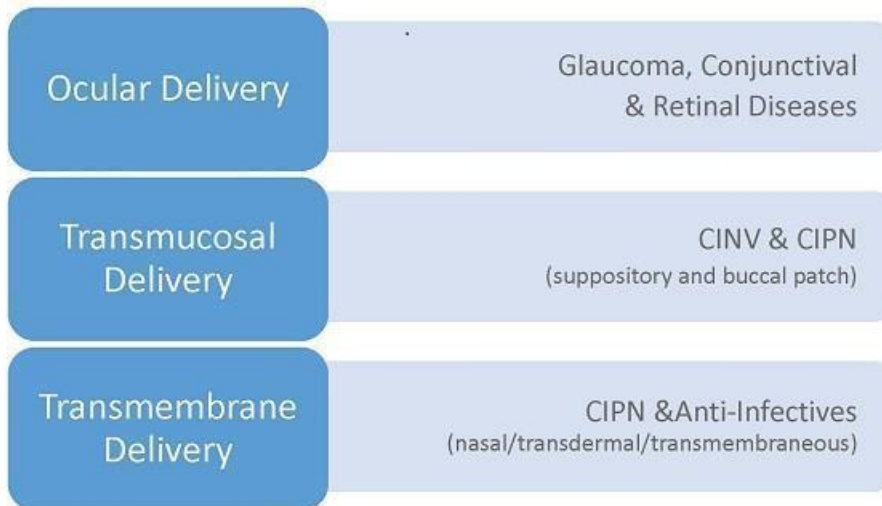 Ocular Delivery
Glaucoma, Conjunctival
& Retinal Diseases
Transmucosal
Delivery
CINV & CIPN
(suppository and buccal patch)
Transmembrane
Delivery
CIPN &Anti-Infectives
(nasal/transdermal/transmembraneous)